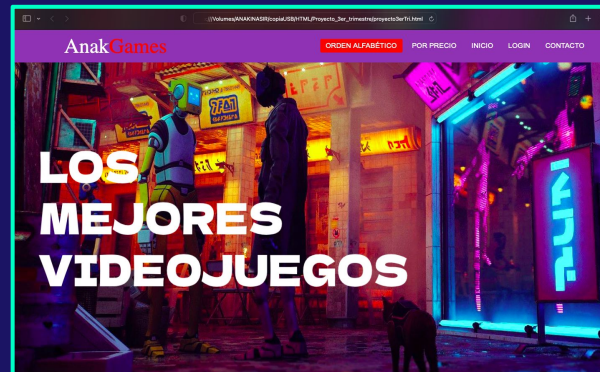 //Volumes/ANAKINASIR/copiaUSB/HTML/Proyecto_3er_trimestre/proyecto3erTri.html
AnakGames
ORDEN ALFABÉTICO POR PRECIO INICIO LOGIN CONTACTO
LOS
MEJORES
VIDEOJUEGOS